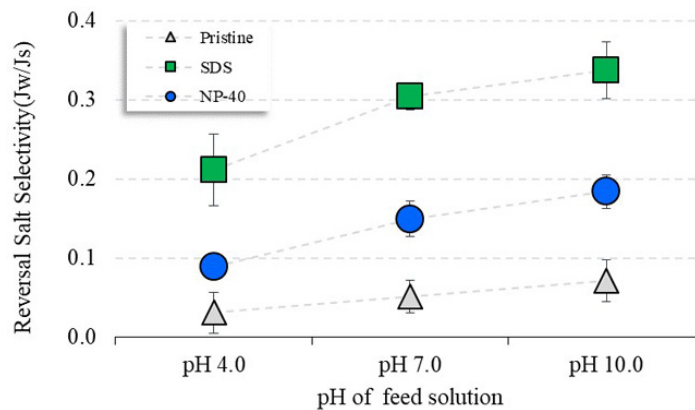 Reversal Salt Selectivity(Jw/Js)
0.4
0.3
0.2
0.1
0.0
Pristine
SDS
NP-40
pH 4.0
pH 7.0
pH 10.0
pH of feed solution